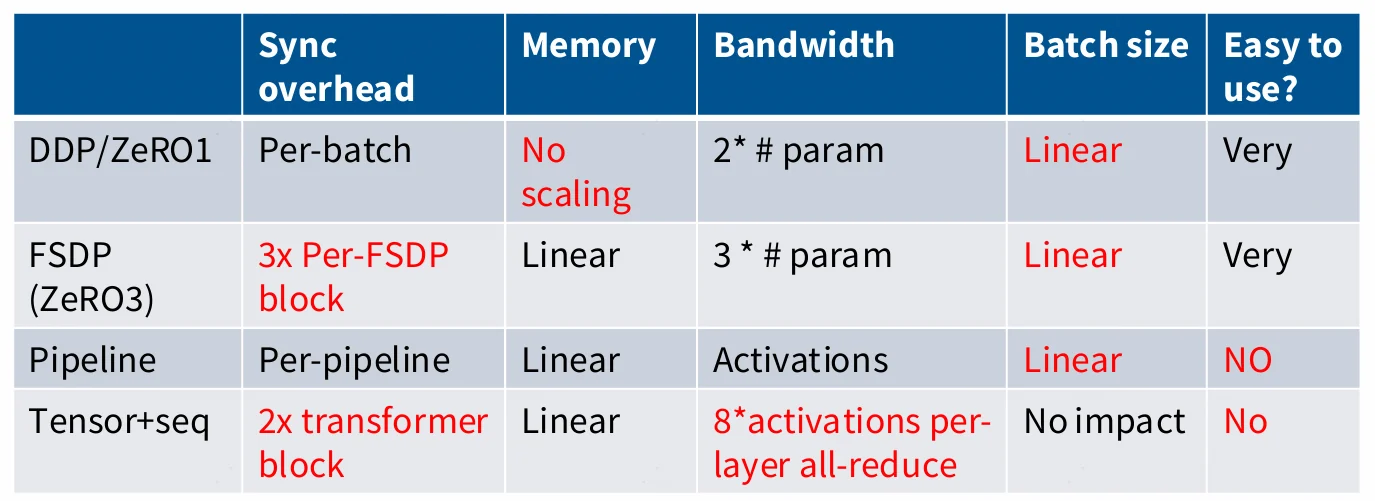 Sync overhead Memory Bandwidth Batch size Easy to use?
DDP/ZeRO1 Per-batch No scaling 2* # param Linear Very
FSDP (ZeRO3) 3x Per-FSDP block Linear 3 * # param Linear Very
Pipeline Per-pipeline Linear Activations Linear NO
Tensor+seq 2x transformer block Linear 8*activations per-layer all-reduce No impact No